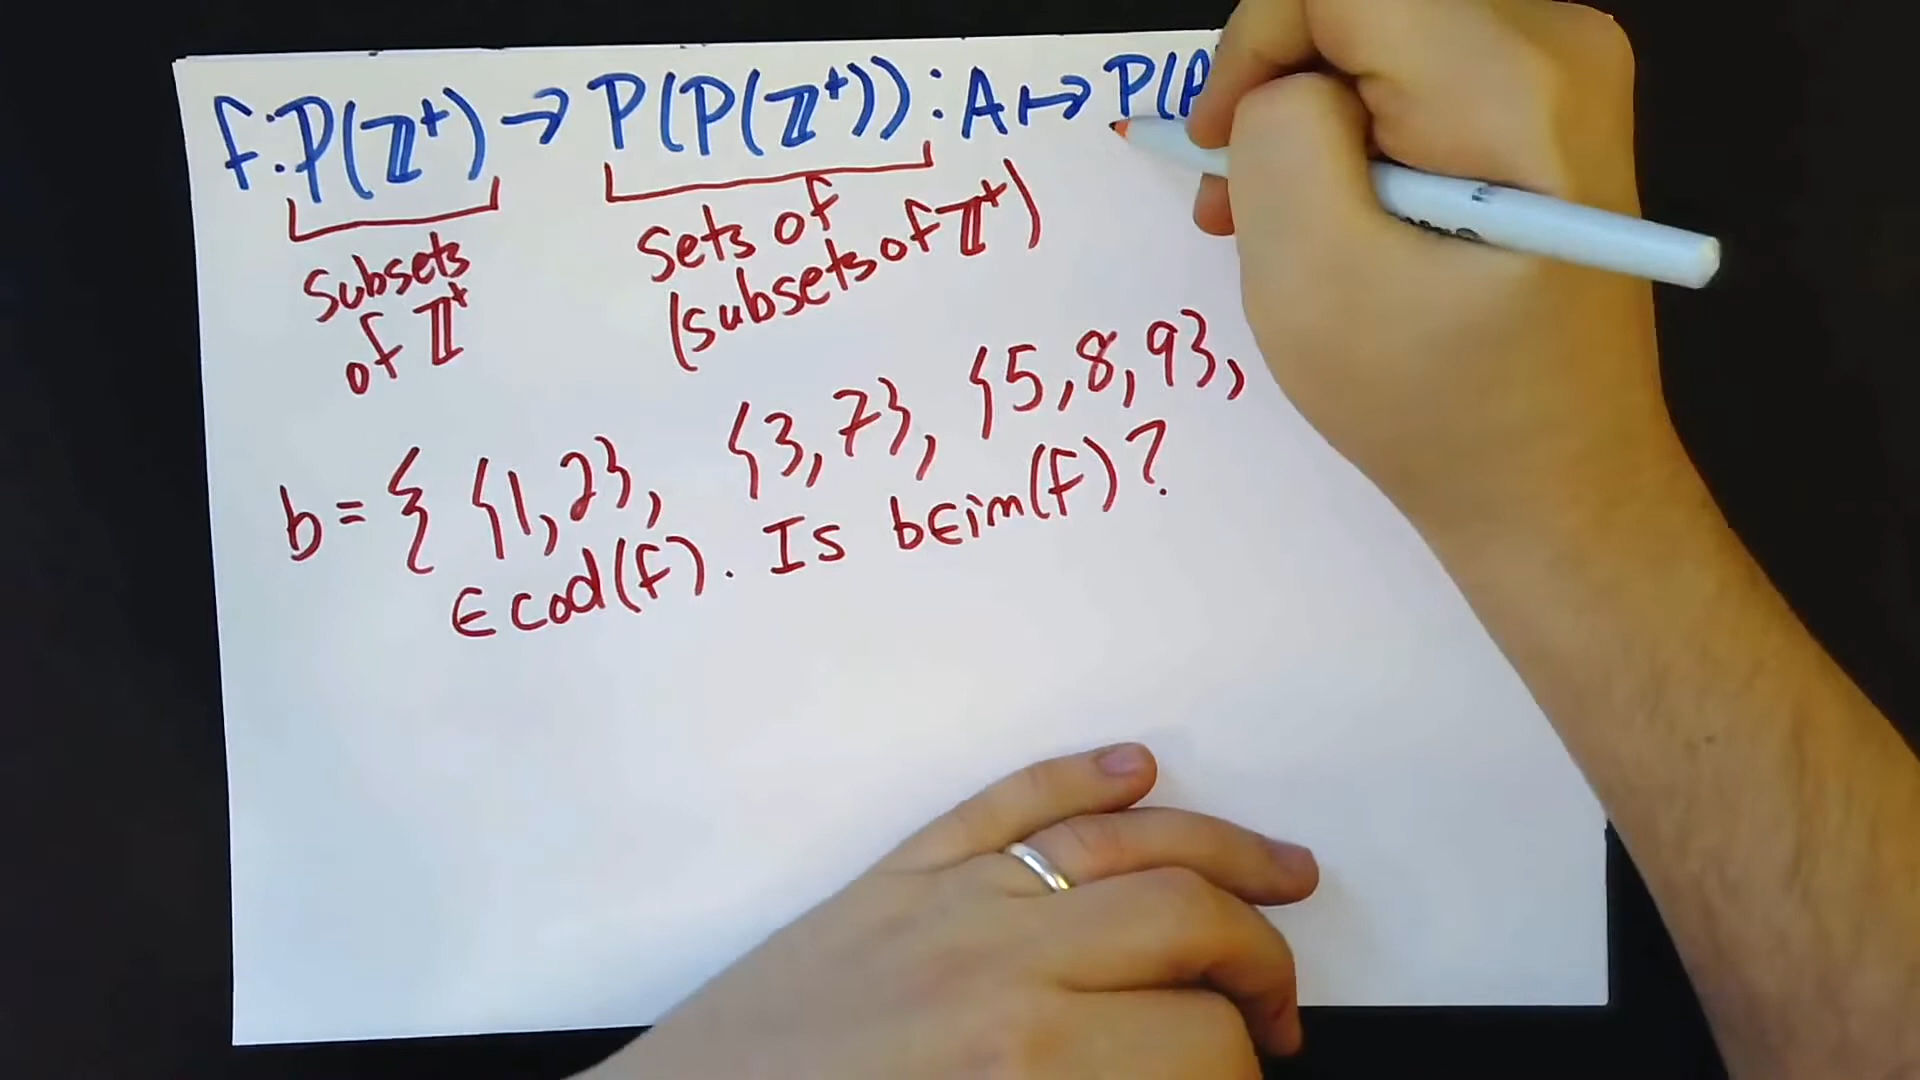 f: P(ℤ⁺) → P(P(ℤ⁺)) : A ↦ P(A
Subsets
of ℤ⁺
Sets of
(subsets of ℤ⁺)
b = { {1,2}, {3,7}, {5,8,9},
∈ cod(f). Is b∈im(f)?